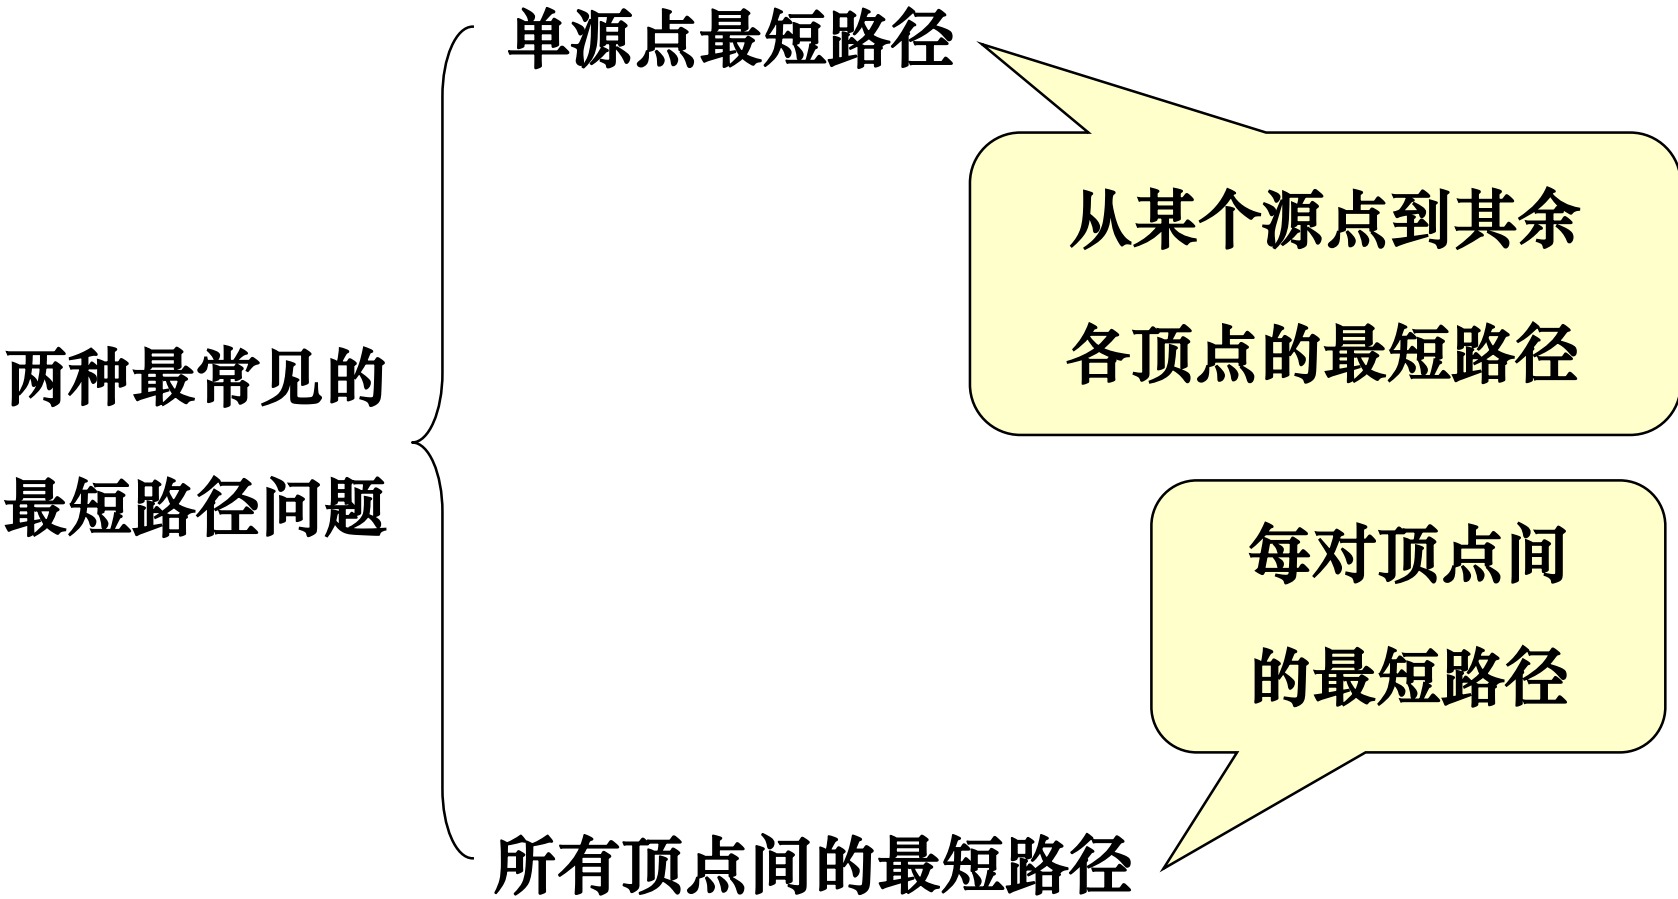 单源点最短路径
从某个源点到其余
各顶点的最短路径
两种最常见的
最短路径问题
每对顶点间
的最短路径
所有顶点间的最短路径